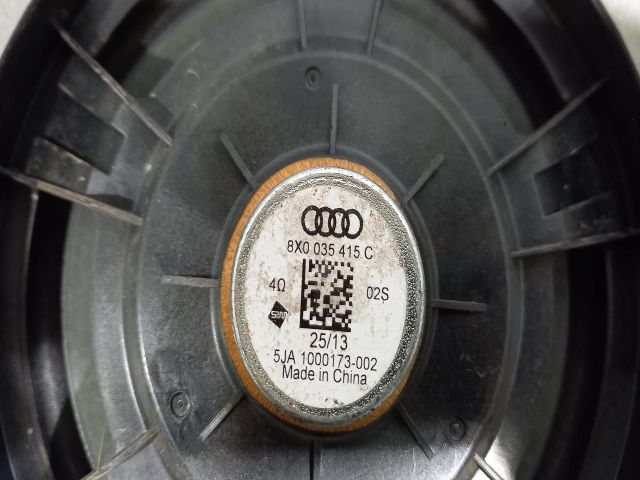 8X0 035 415 C
4Ω 02S
25/13
5JA 1000173-002
Made in China